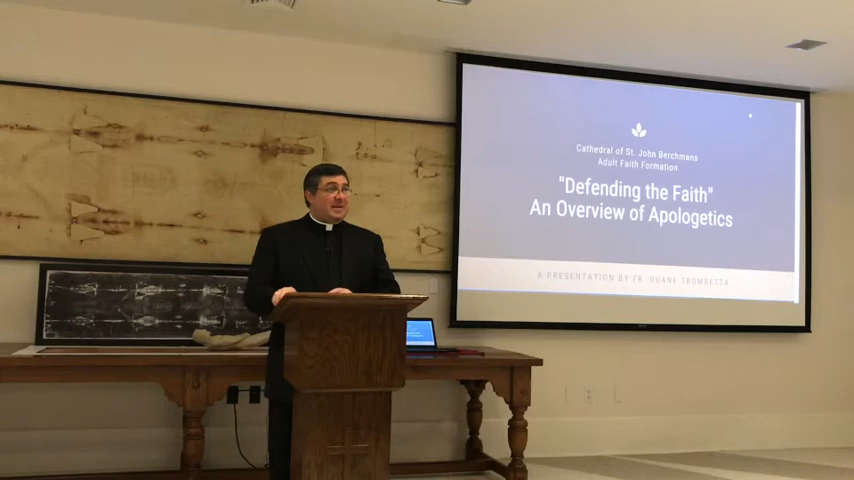 Cathedral of St. John Berchmans
Adult Faith Formation
"Defending the Faith"
An Overview of Apologetics
A PRESENTATION BY FR. DUANE TROMBETTA